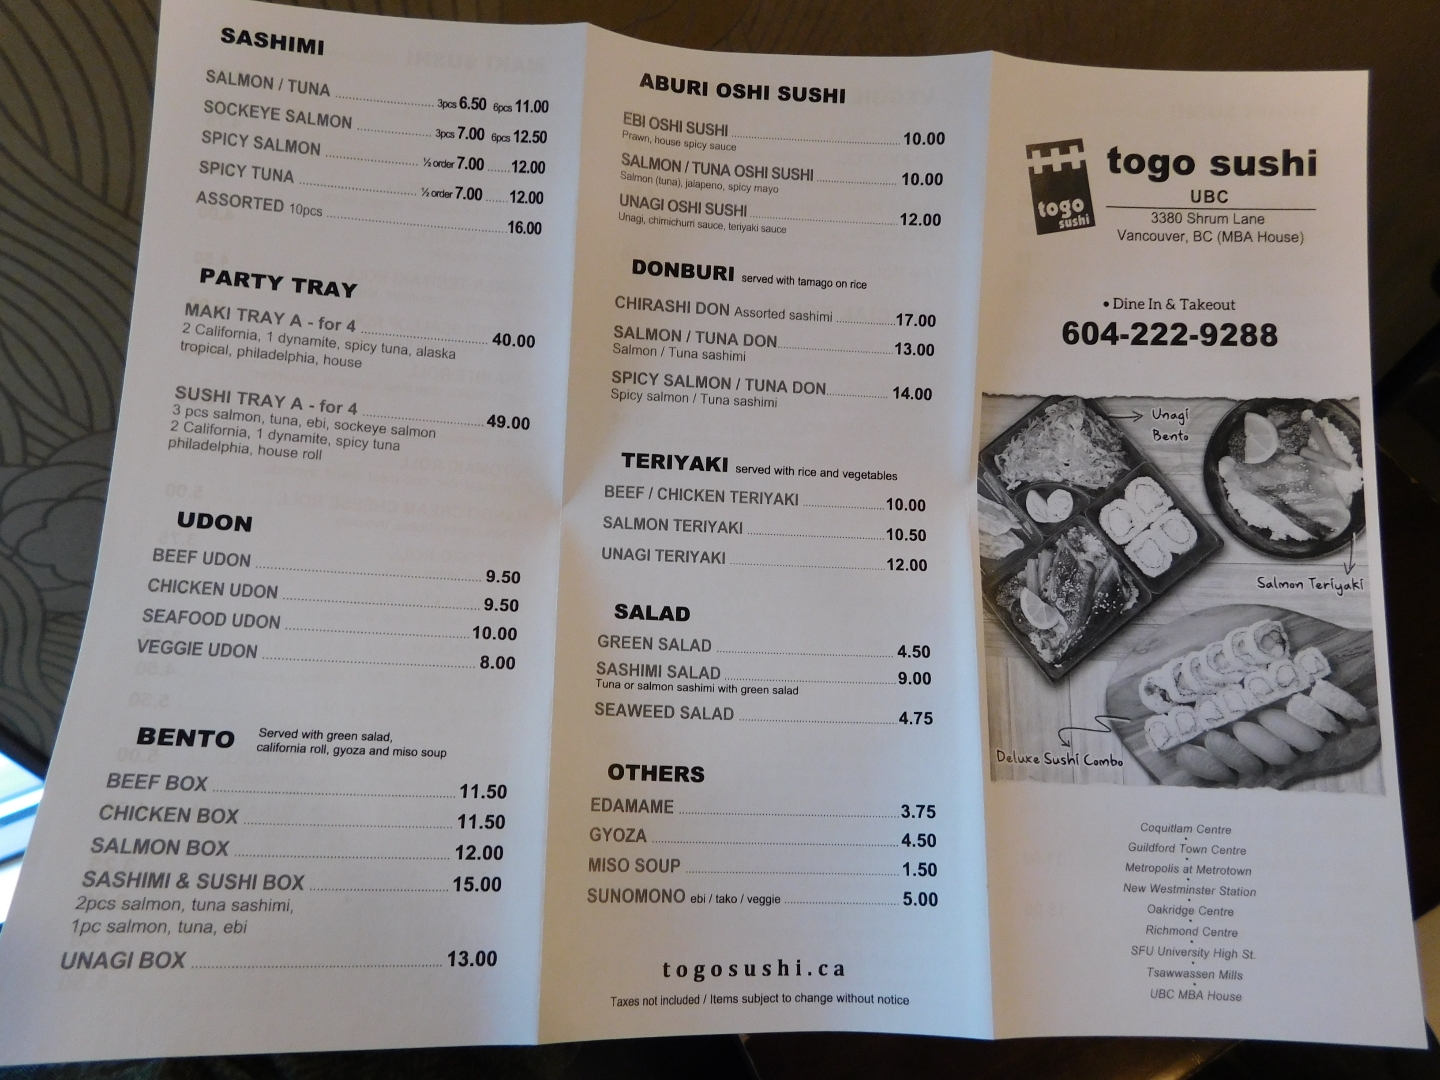 SASHIMI
SALMON / TUNA 3pcs 6.50 6pcs 11.00
SOCKEYE SALMON 3pcs 7.00 6pcs 12.50
SPICY SALMON ½ order 7.00 12.00
SPICY TUNA ½ order 7.00 12.00
ASSORTED 10pcs 16.00
PARTY TRAY
MAKI TRAY A - for 4 40.00
2 California, 1 dynamite, spicy tuna, alaska
tropical, philadelphia, house
SUSHI TRAY A - for 4 49.00
3 pcs salmon, tuna, ebi, sockeye salmon
2 California, 1 dynamite, spicy tuna
philadelphia, house roll
UDON
BEEF UDON 9.50
CHICKEN UDON 9.50
SEAFOOD UDON 10.00
VEGGIE UDON 8.00
BENTO Served with green salad,
california roll, gyoza and miso soup
BEEF BOX 11.50
CHICKEN BOX 11.50
SALMON BOX 12.00
SASHIMI & SUSHI BOX 15.00
2pcs salmon, tuna sashimi,
1pc salmon, tuna, ebi
UNAGI BOX 13.00
ABURI OSHI SUSHI
EBI OSHI SUSHI 10.00
Prawn, house spicy sauce
SALMON / TUNA OSHI SUSHI 10.00
Salmon (tuna), jalapeno, spicy mayo
UNAGI OSHI SUSHI 12.00
Unagi, chimichurri sauce, teriyaki sauce
DONBURI served with tamago on rice
CHIRASHI DON Assorted sashimi 17.00
SALMON / TUNA DON 13.00
Salmon / Tuna sashimi
SPICY SALMON / TUNA DON 14.00
Spicy salmon / Tuna sashimi
TERIYAKI served with rice and vegetables
BEEF / CHICKEN TERIYAKI 10.00
SALMON TERIYAKI 10.50
UNAGI TERIYAKI 12.00
SALAD
GREEN SALAD 4.50
SASHIMI SALAD 9.00
Tuna or salmon sashimi with green salad
SEAWEED SALAD 4.75
OTHERS
EDAMAME 3.75
GYOZA 4.50
MISO SOUP 1.50
SUNOMONO ebi / tako / veggie 5.00
togosushi.ca
Taxes not included / Items subject to change without notice
togo sushi
togo sushi
UBC
3380 Shrum Lane
Vancouver, BC (MBA House)
• Dine In & Takeout
604-222-9288
Unagi
Bento
Salmon Teriyaki
Deluxe Sushi Combo
Coquitlam Centre
•
Guildford Town Centre
•
Metropolis at Metrotown
•
New Westminster Station
•
Oakridge Centre
•
Richmond Centre
•
SFU University High St.
•
Tsawwassen Mills
•
UBC MBA House